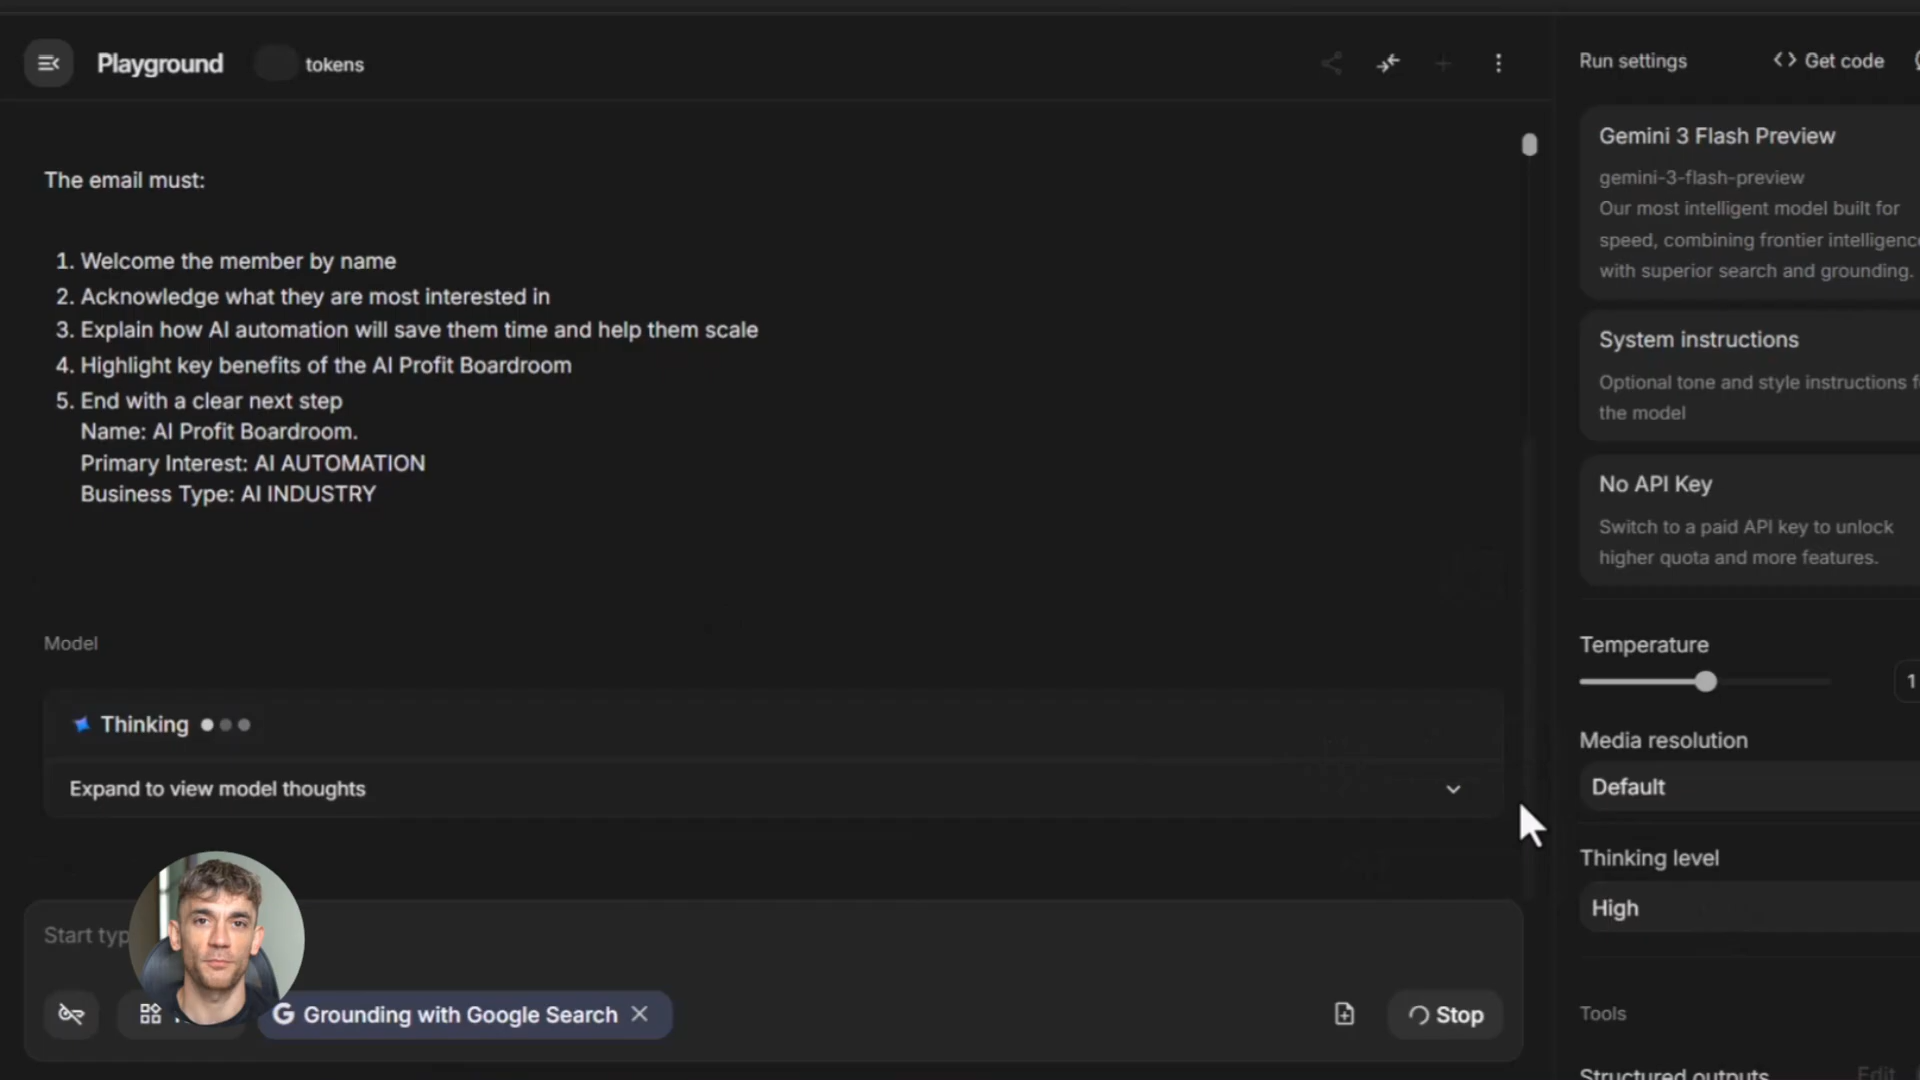 Playground
tokens
Run settings
Get code
The email must:
1. Welcome the member by name
2. Acknowledge what they are most interested in
3. Explain how AI automation will save them time and help them scale
4. Highlight key benefits of the AI Profit Boardroom
5. End with a clear next step
Name: AI Profit Boardroom.
Primary Interest: AI AUTOMATION
Business Type: AI INDUSTRY
Model
Thinking
Expand to view model thoughts
Start typ
Grounding with Google Search
Stop
Gemini 3 Flash Preview
gemini-3-flash-preview
Our most intelligent model built for
speed, combining frontier intelligence
with superior search and grounding.
System instructions
Optional tone and style instructions f
the model
No API Key
Switch to a paid API key to unlock
higher quota and more features.
Temperature
1
Media resolution
Default
Thinking level
High
Tools
Structured outputs
Edit